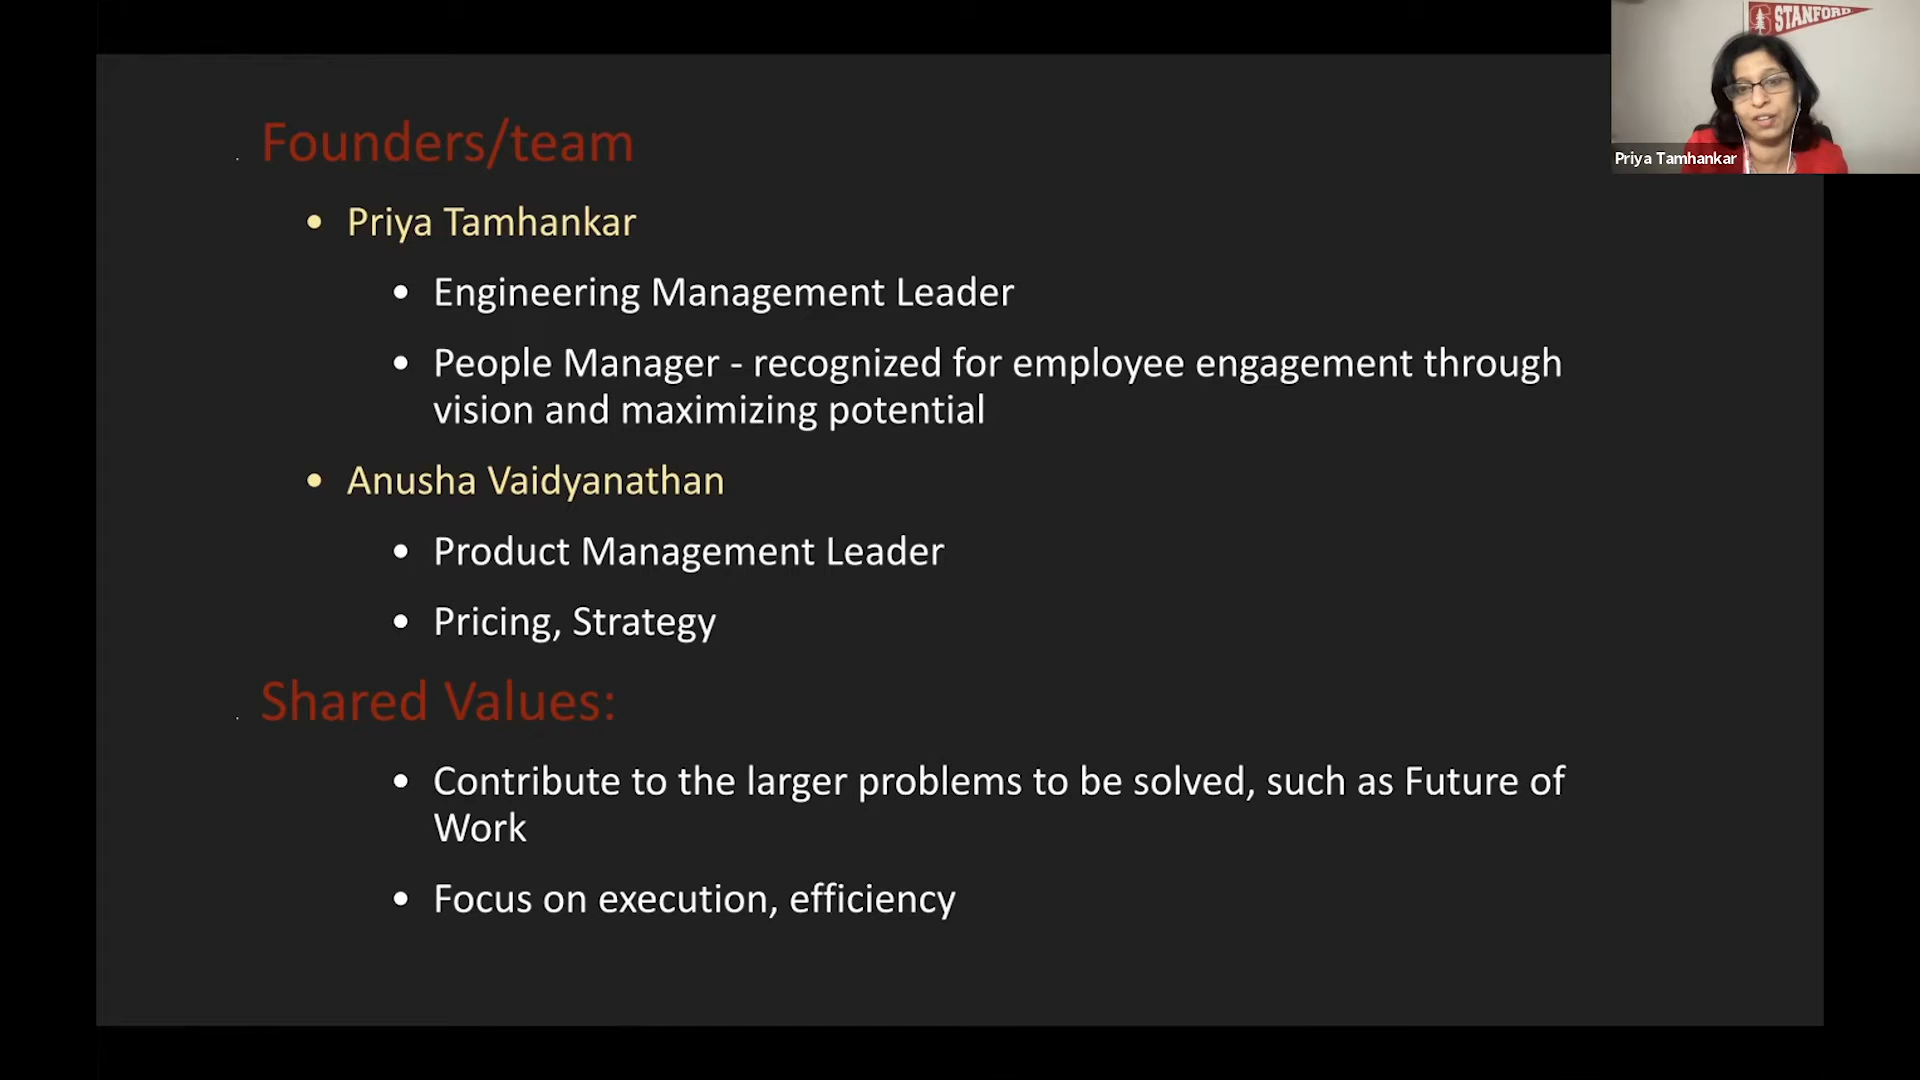 STANFORD
Priya Tamhankar
Founders/team
• Priya Tamhankar
• Engineering Management Leader
• People Manager - recognized for employee engagement through
vision and maximizing potential
• Anusha Vaidyanathan
• Product Management Leader
• Pricing, Strategy
Shared Values:
• Contribute to the larger problems to be solved, such as Future of
Work
• Focus on execution, efficiency